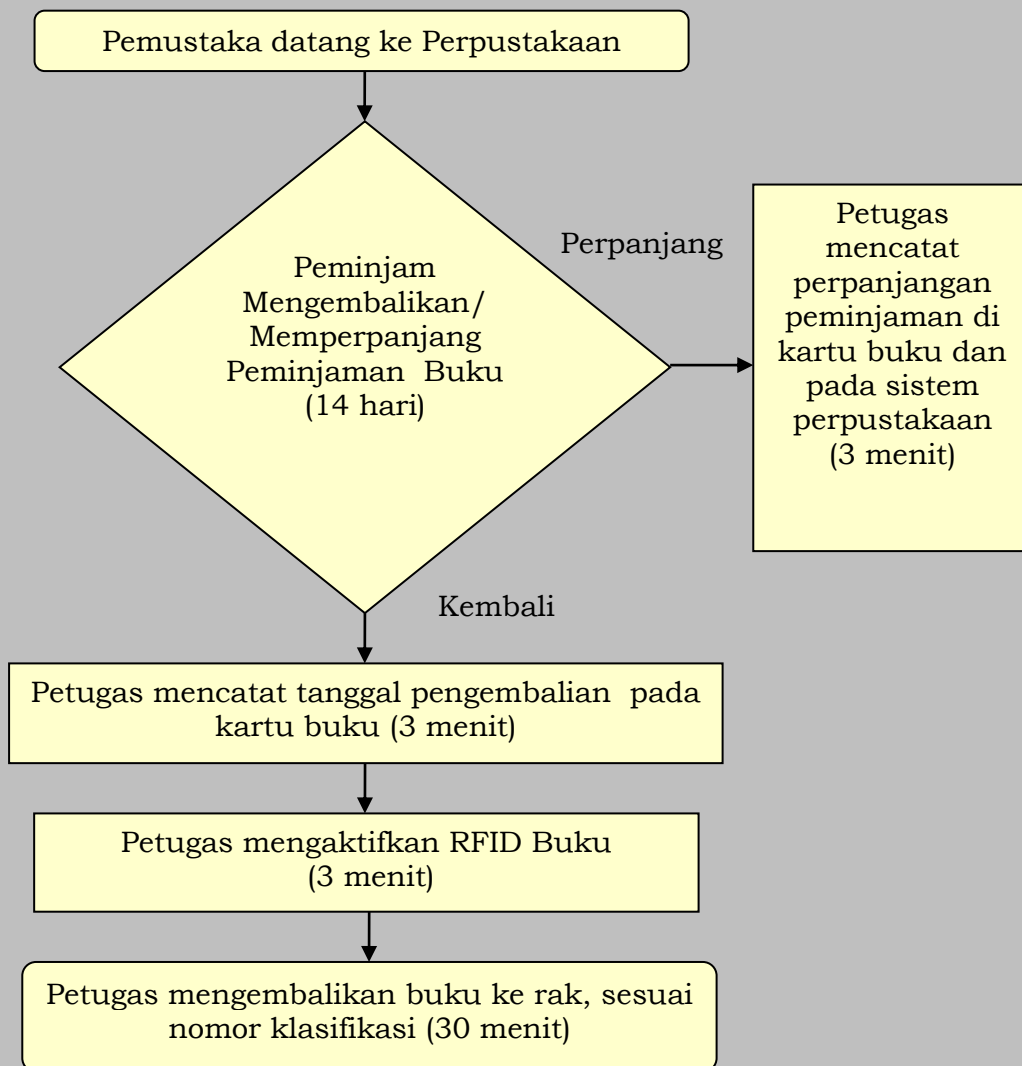 Pemustaka datang ke Perpustakaan
Peminjam
Mengembalikan/
Memperpanjang
Peminjaman Buku
(14 hari)
Perpanjang
Petugas
mencatat
perpanjangan
peminjaman di
kartu buku dan
pada sistem
perpustakaan
(3 menit)
Kembali
Petugas mencatat tanggal pengembalian pada
kartu buku (3 menit)
Petugas mengaktifkan RFID Buku
(3 menit)
Petugas mengembalikan buku ke rak, sesuai
nomor klasifikasi (30 menit)